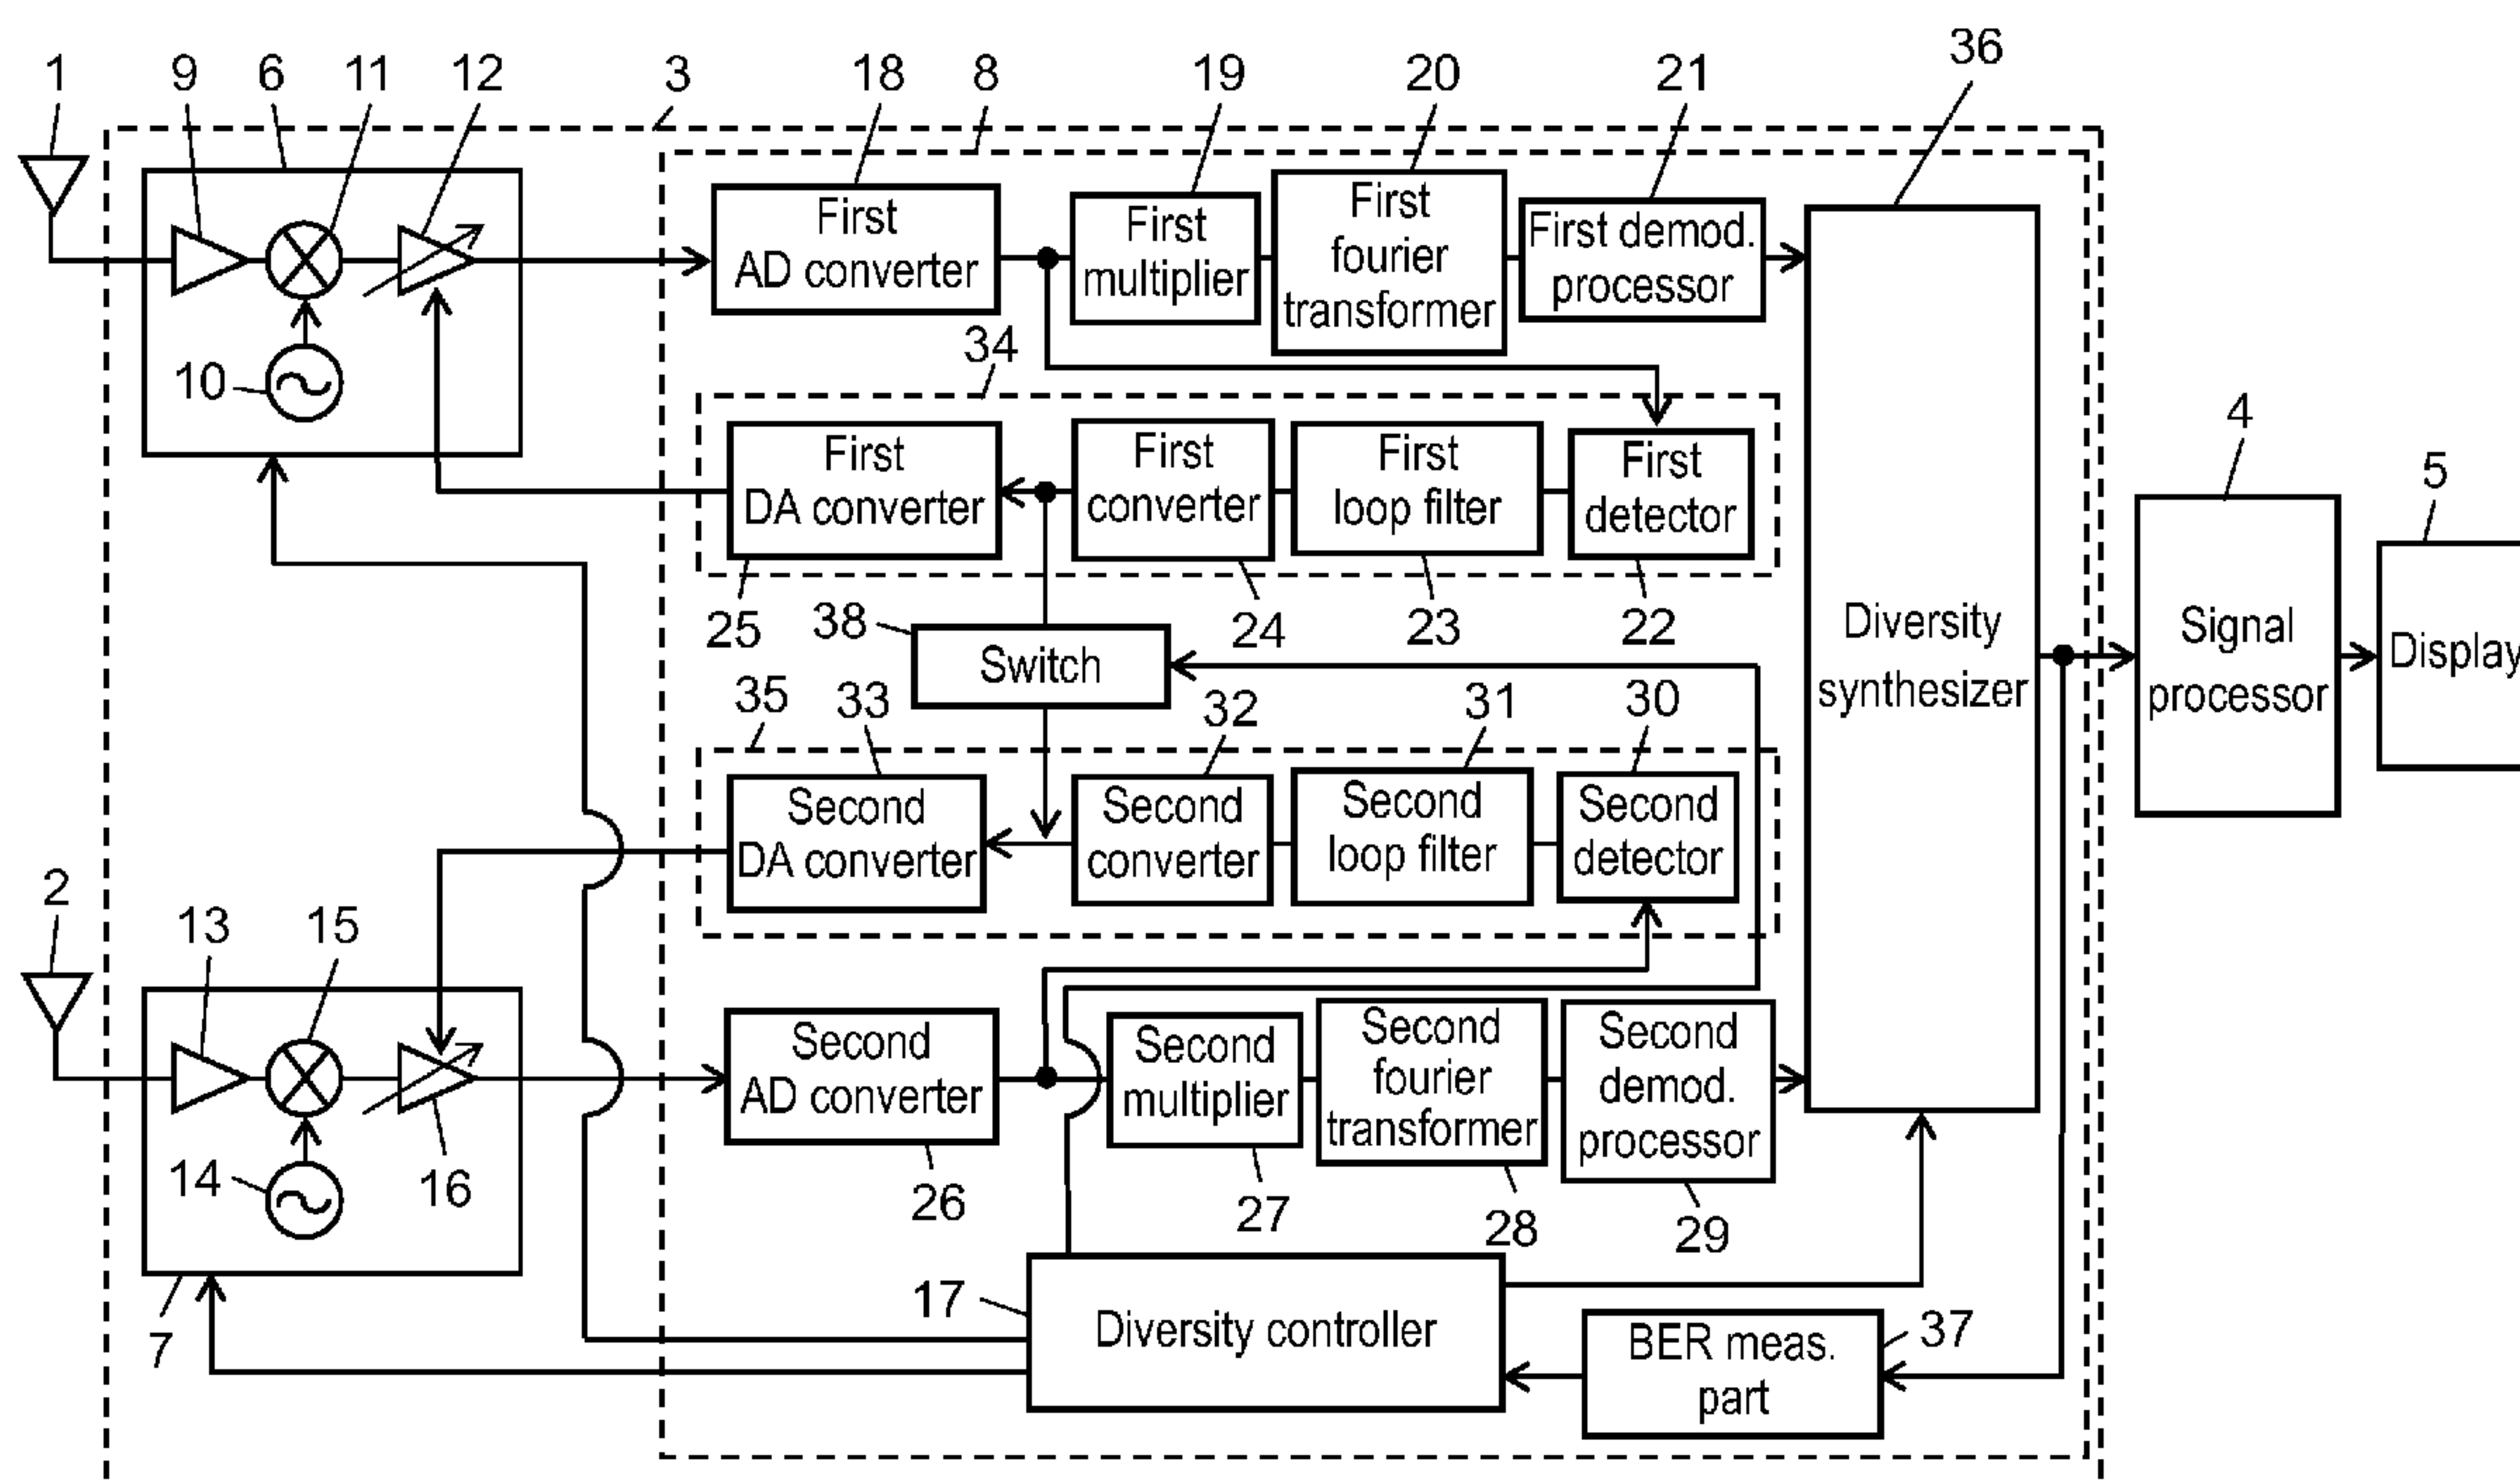 36
1
9
6
11
12
3
18
8
19
20
21
First
AD converter
First
multiplier
First
fourier
transformer
First demod.
processor
10
34
4
First
DA converter
First
converter
First
loop filter
First
detector
5
25
38
24
23
22
Diversity
synthesizer
Signal
processor
Display
Switch
35
33
32
31
30
Second
DA converter
Second
converter
Second
loop filter
Second
detector
2
13
15
Second
AD converter
Second
multiplier
Second
fourier
transformer
Second
demod.
processor
14
16
26
27
28
29
17
Diversity controller
BER meas.
part
37
7